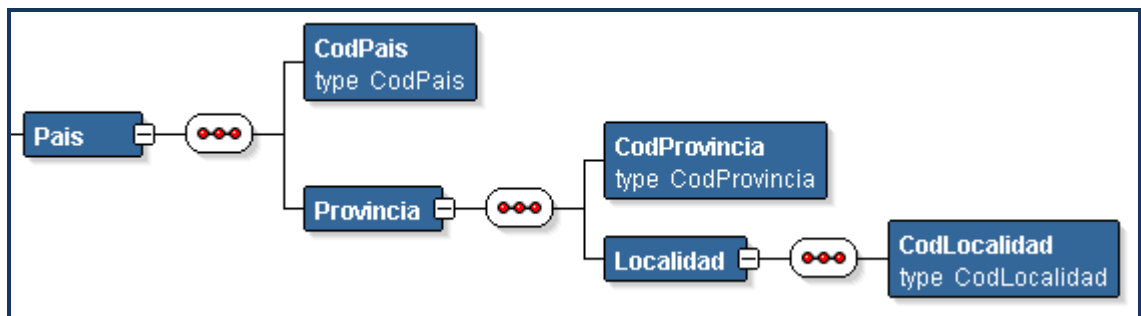 CodPais
type CodPais
Pais
CodProvincia
type CodProvincia
Provincia
CodLocalidad
type CodLocalidad
Localidad